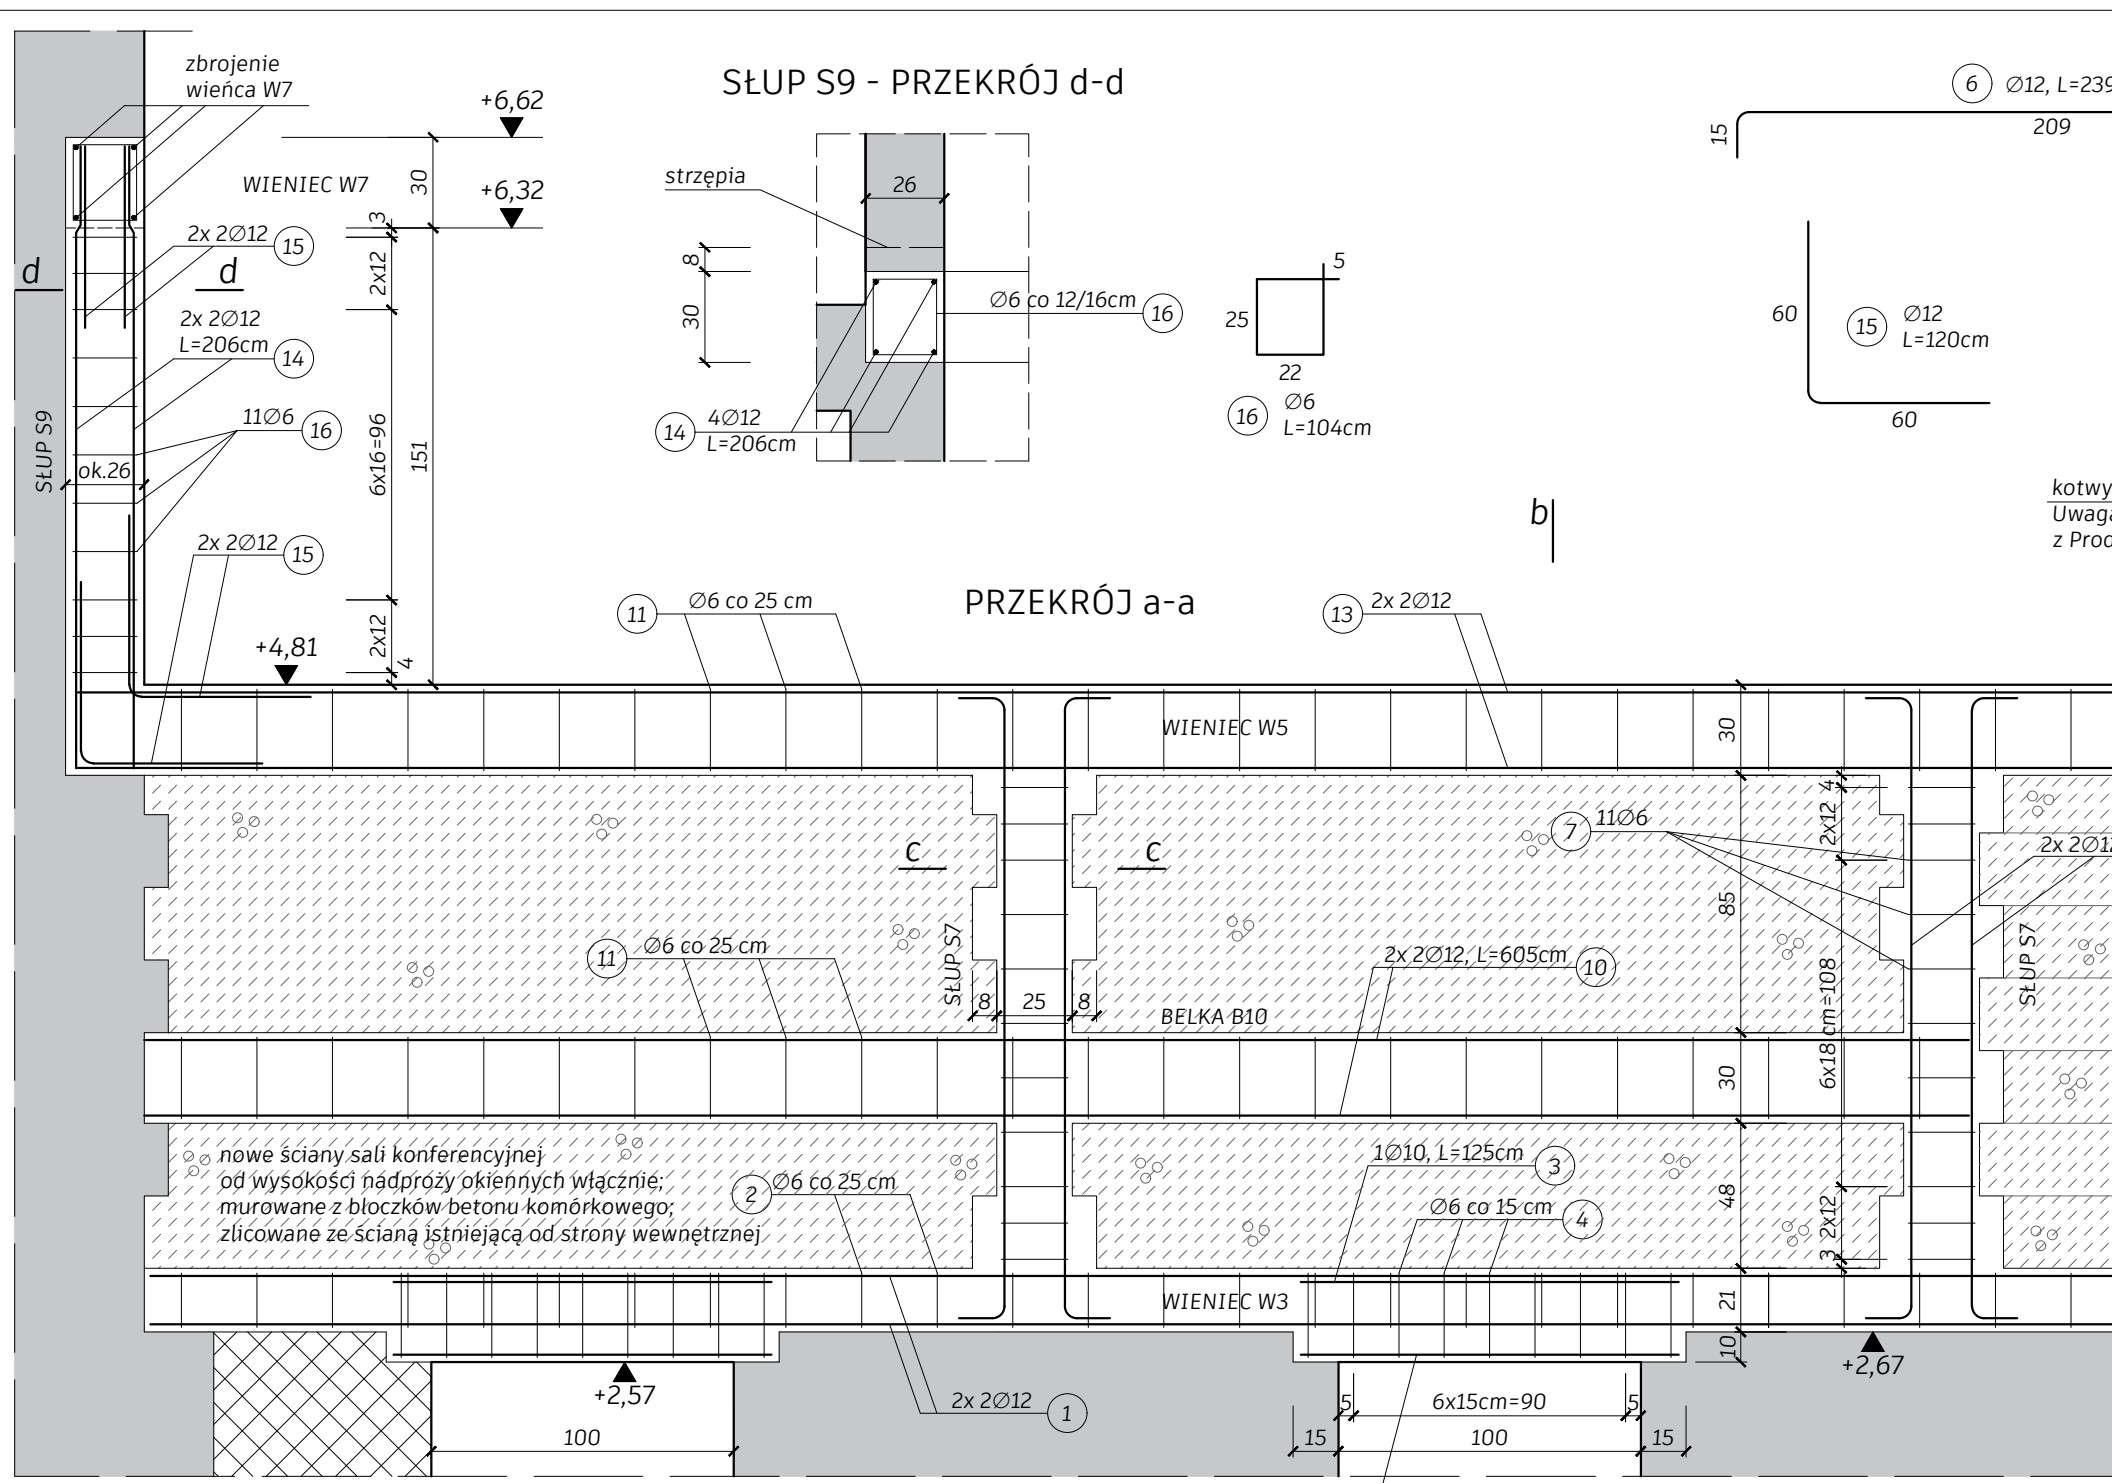 zbrojenie
wieńca W7
+6,62
WIENIEC W7
30
+6,32
3
2x 2Ø12 15
2x12
d
d
2x 2Ø12
L=206cm 14
11Ø6 16
6x16=96
151
SŁUP S9
ok.26
2x 2Ø12 15
2x12
4
+4,81
SŁUP S9 - PRZEKRÓJ d-d
strzępia
26
8
30
Ø6 co 12/16cm 16
14 4Ø12
L=206cm
5
25
22
16 Ø6
L=104cm
6 Ø12, L=239
15
209
60
15 Ø12
L=120cm
60
kotwy
Uwaga
z Prod
b
PRZEKRÓJ a-a
11 Ø6 co 25 cm
13 2x 2Ø12
WIENIEC W5
30
4
2x12
7 11Ø6
2x 2Ø12
c
c
85
SŁUP S7
11 Ø6 co 25 cm
2x 2Ø12, L=605cm 10
8
25
8
BELKA B10
6x18cm=108
SŁUP S7
30
nowe ściany sali konferencyjnej
od wysokości nadproży okiennych włącznie;
murowane z bloczków betonu komórkowego;
zlicowane ze ścianą istniejącą od strony wewnętrznej
2 Ø6 co 25 cm
1Ø10, L=125cm 3
Ø6 co 15 cm 4
48
2x12
3
WIENIEC W3
21
10
+2,57
+2,67
2x 2Ø12 1
5
6x15cm=90
5
100
15
100
15